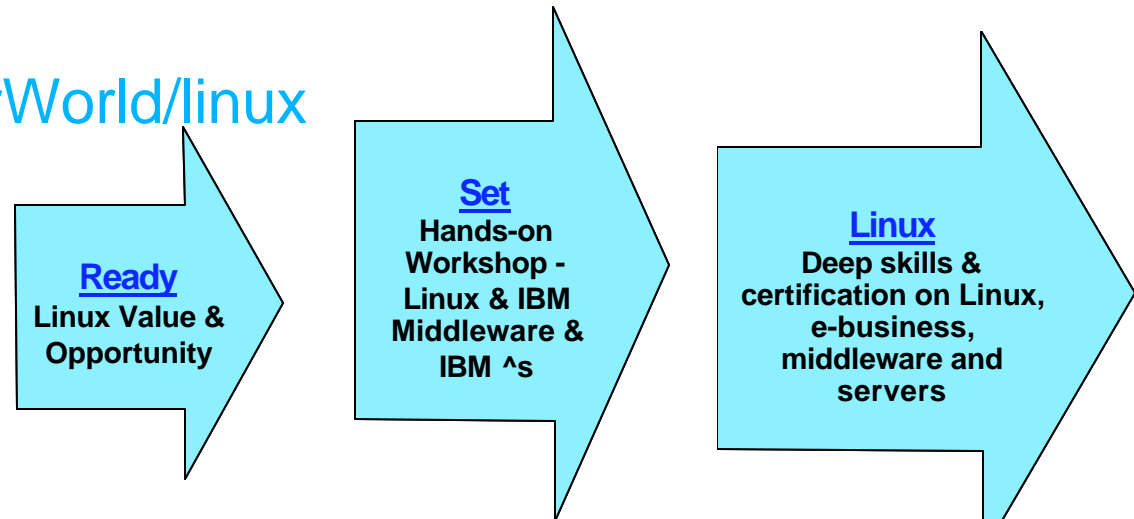 World/linux
Ready
Linux Value &
Opportunity
Set
Hands-on
Workshop -
Linux & IBM
Middleware &
IBM ^s
Linux
Deep skills &
certification on Linux,
e-business,
middleware and
servers